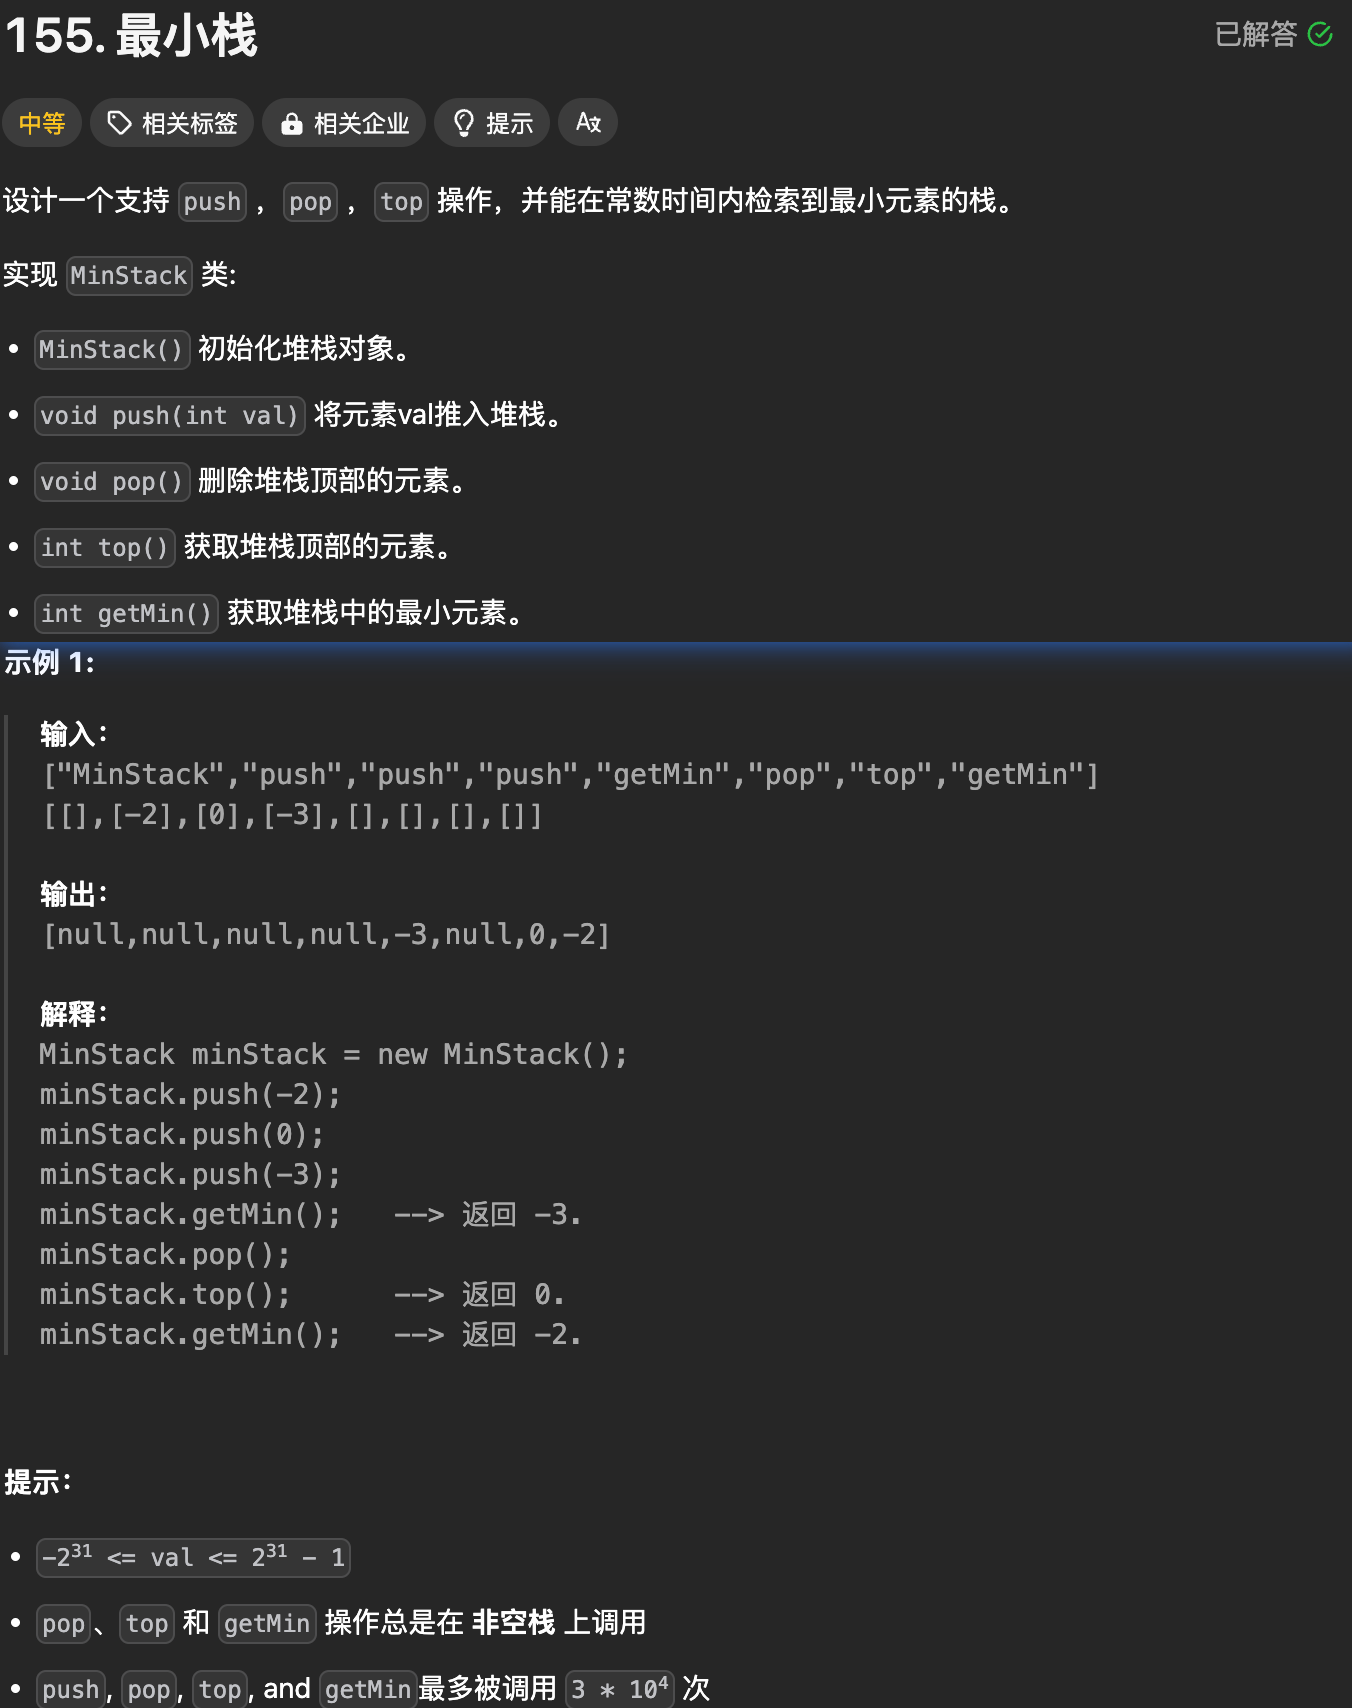 155. 最小栈
已解答
中等 相关标签 相关企业 提示 A文
设计一个支持 push ，pop ，top 操作，并能在常数时间内检索到最小元素的栈。
实现 MinStack 类:
• MinStack() 初始化堆栈对象。
• void push(int val) 将元素val推入堆栈。
• void pop() 删除堆栈顶部的元素。
• int top() 获取堆栈顶部的元素。
• int getMin() 获取堆栈中的最小元素。
示例 1:
输入：
["MinStack","push","push","push","getMin","pop","top","getMin"]
[[],[-2],[0],[-3],[],[],[],[]]
输出：
[null,null,null,null,-3,null,0,-2]
解释：
MinStack minStack = new MinStack();
minStack.push(-2);
minStack.push(0);
minStack.push(-3);
minStack.getMin();   --> 返回 -3.
minStack.pop();
minStack.top();      --> 返回 0.
minStack.getMin();   --> 返回 -2.
提示：
• -2³¹ <= val <= 2³¹ - 1
• pop、top 和 getMin 操作总是在 非空栈 上调用
• push, pop, top, and getMin最多被调用 3 * 10⁴ 次